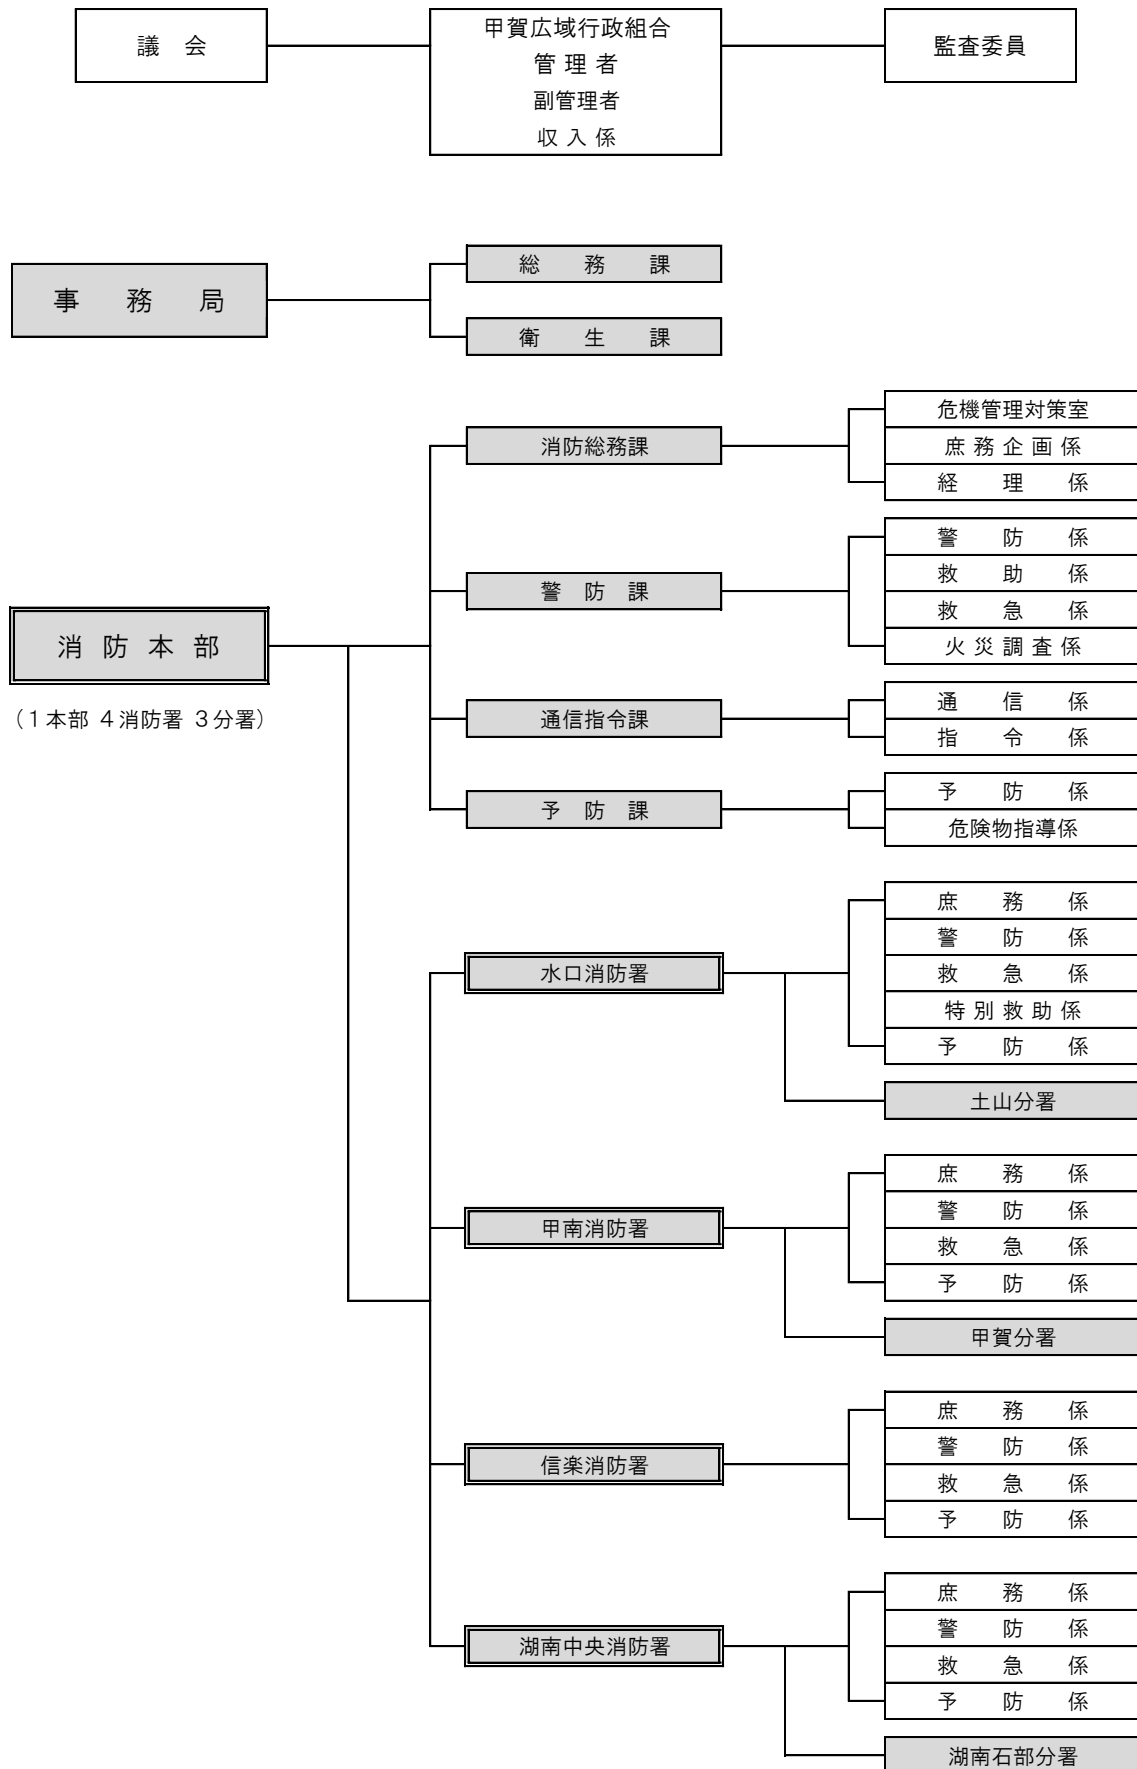 議　会
甲賀広域行政組合
管 理 者
副管理者
収 入 係
監査委員
事　務　局
総　務　課
衛　生　課
消 防 本 部
（１本部 ４消防署 ３分署）
消防総務課
危機管理対策室
庶 務 企 画 係
経　理　係
警　防　課
警　防　係
救　助　係
救　急　係
火 災 調 査 係
通信指令課
通　信　係
指　令　係
予　防　課
予　防　係
危険物指導係
水口消防署
庶　務　係
警　防　係
救　急　係
特 別 救 助 係
予　防　係
土山分署
甲南消防署
庶　務　係
警　防　係
救　急　係
予　防　係
甲賀分署
信楽消防署
庶　務　係
警　防　係
救　急　係
予　防　係
湖南中央消防署
庶　務　係
警　防　係
救　急　係
予　防　係
湖南石部分署